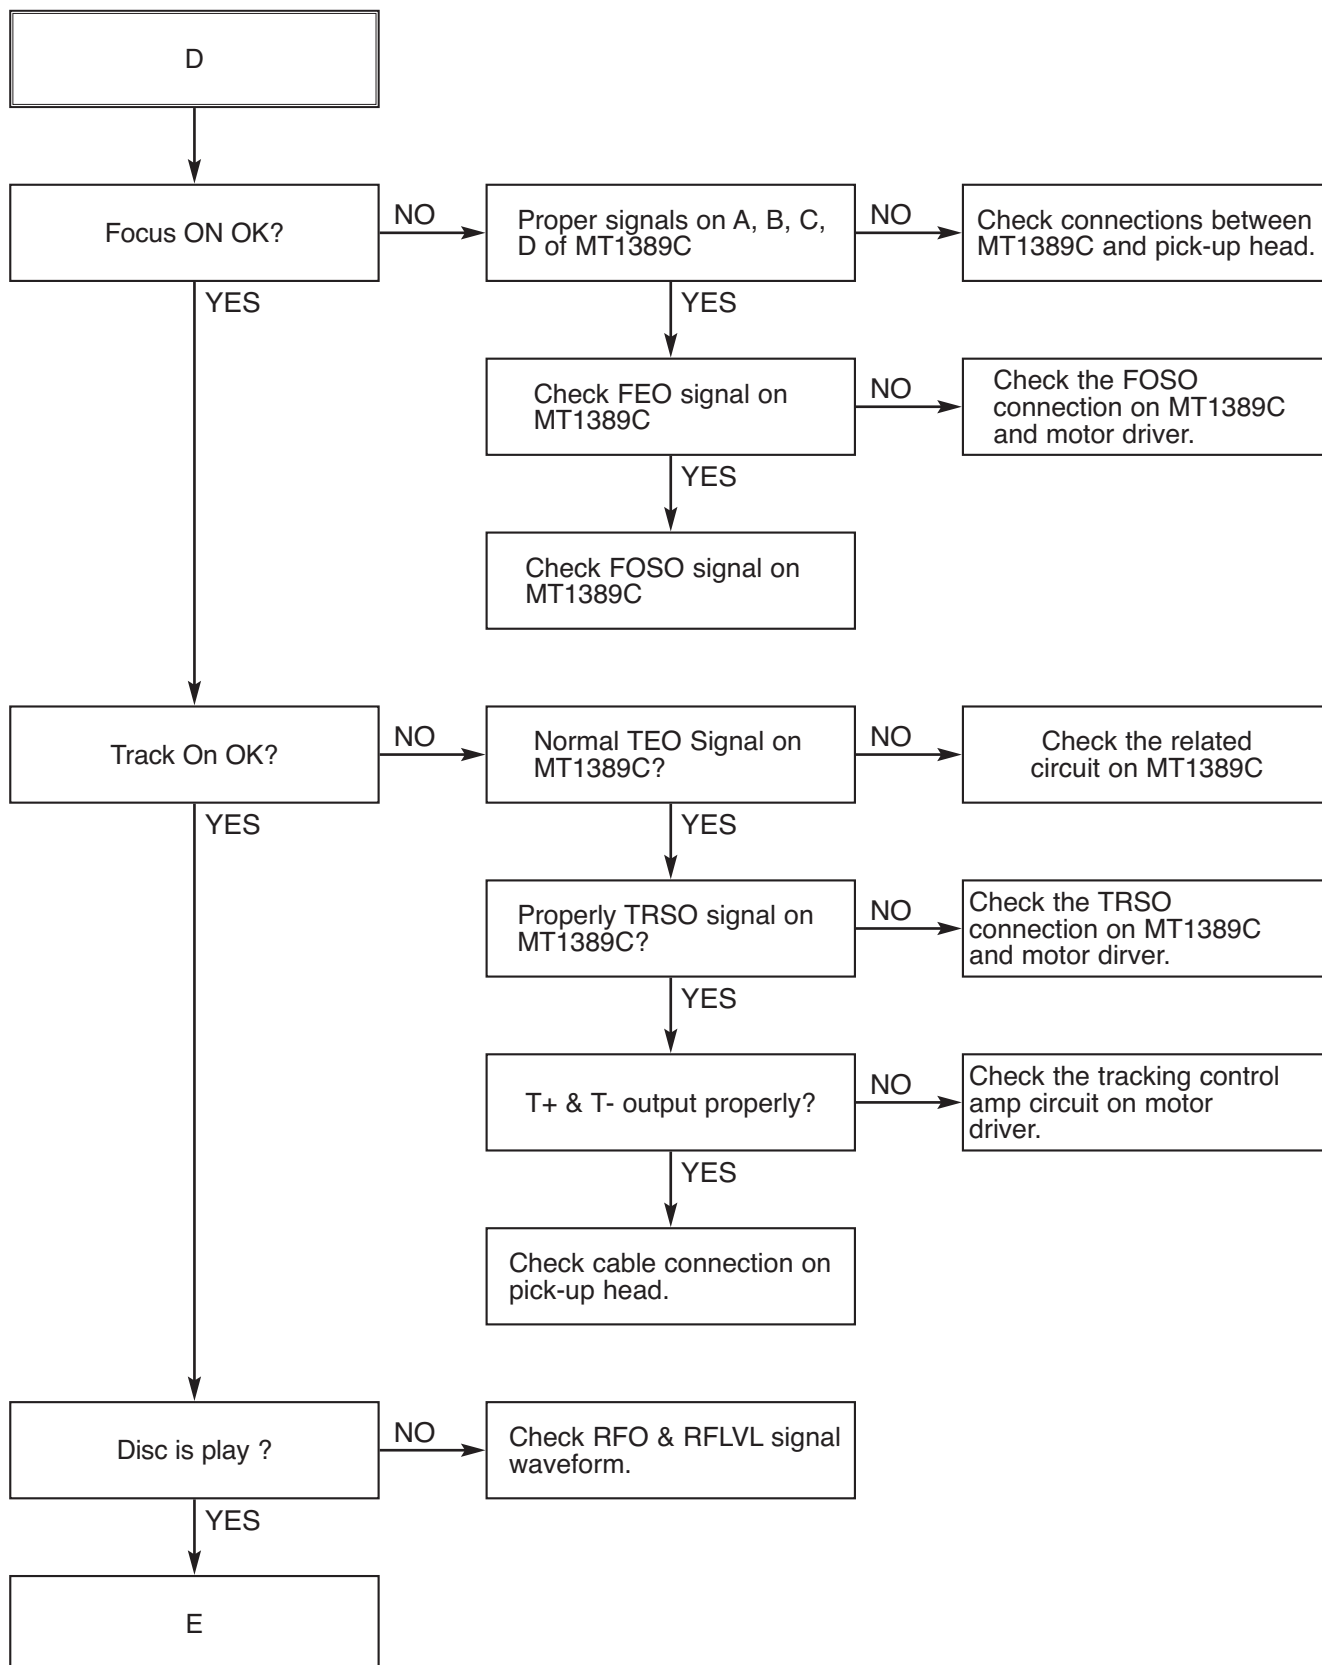 D
Focus ON OK?
NO
Proper signals on A, B, C,
D of MT1389C
NO
Check connections between
MT1389C and pick-up head.
YES
YES
Check FEO signal on
MT1389C
NO
Check the FOSO
connection on MT1389C
and motor driver.
YES
Check FOSO signal on
MT1389C
Track On OK?
NO
Normal TEO Signal on
MT1389C?
NO
Check the related
circuit on MT1389C
YES
YES
Properly TRSO signal on
MT1389C?
NO
Check the TRSO
connection on MT1389C
and motor dirver.
YES
T+ & T- output properly?
NO
Check the tracking control
amp circuit on motor
driver.
YES
Check cable connection on
pick-up head.
Disc is play ?
NO
Check RFO & RFLVL signal
waveform.
YES
E